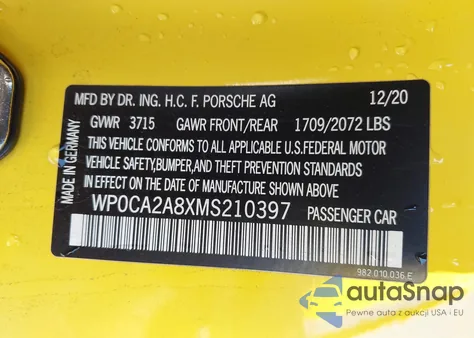 MFD BY DR. ING. H.C. F. PORSCHE AG 12/20
GVWR 3715 GAWR FRONT/REAR 1709/2072 LBS
THIS VEHICLE CONFORMS TO ALL APPLICABLE U.S.FEDERAL MOTOR
VEHICLE SAFETY,BUMPER,AND THEFT PREVENTION STANDARDS
IN EFFECT ON THE DATE OF MANUFACTURE SHOWN ABOVE.
WP0CA2A8XMS210397 PASSENGER CAR
MADE IN GERMANY
982.010.036.E
autoSnap
Pewne auta z aukcji USA i EU